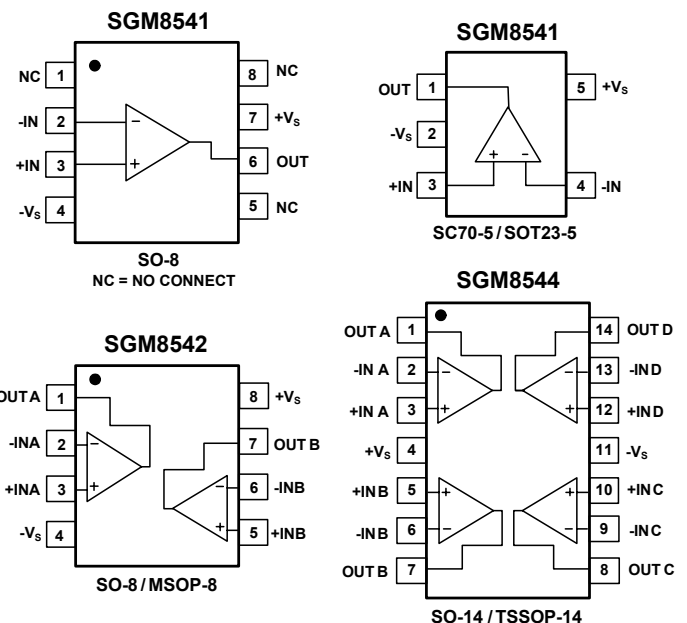 SGM8541
NC 1
8 NC
-IN 2
7 +VS
+IN 3
6 OUT
-VS 4
5 NC
− +
SO-8
NC = NO CONNECT
SGM8541
OUT 1
5 +VS
-VS 2
+IN 3
4 -IN
+ -
SC70-5 / SOT23-5
SGM8542
OUTA 1
8 +VS
-INA 2
7 OUTB
+INA 3
6 -INB
-VS 4
5 +INB
− +
− +
SO-8 / MSOP-8
SGM8544
OUT A 1
14 OUT D
-IN A 2
13 -IND
+IN A 3
12 +IND
+VS 4
11 -VS
+INB 5
10 +INC
-INB 6
9 -INC
OUT B 7
8 OUT C
− +
− +
+ −
+ −
SO-14 / TSSOP-14